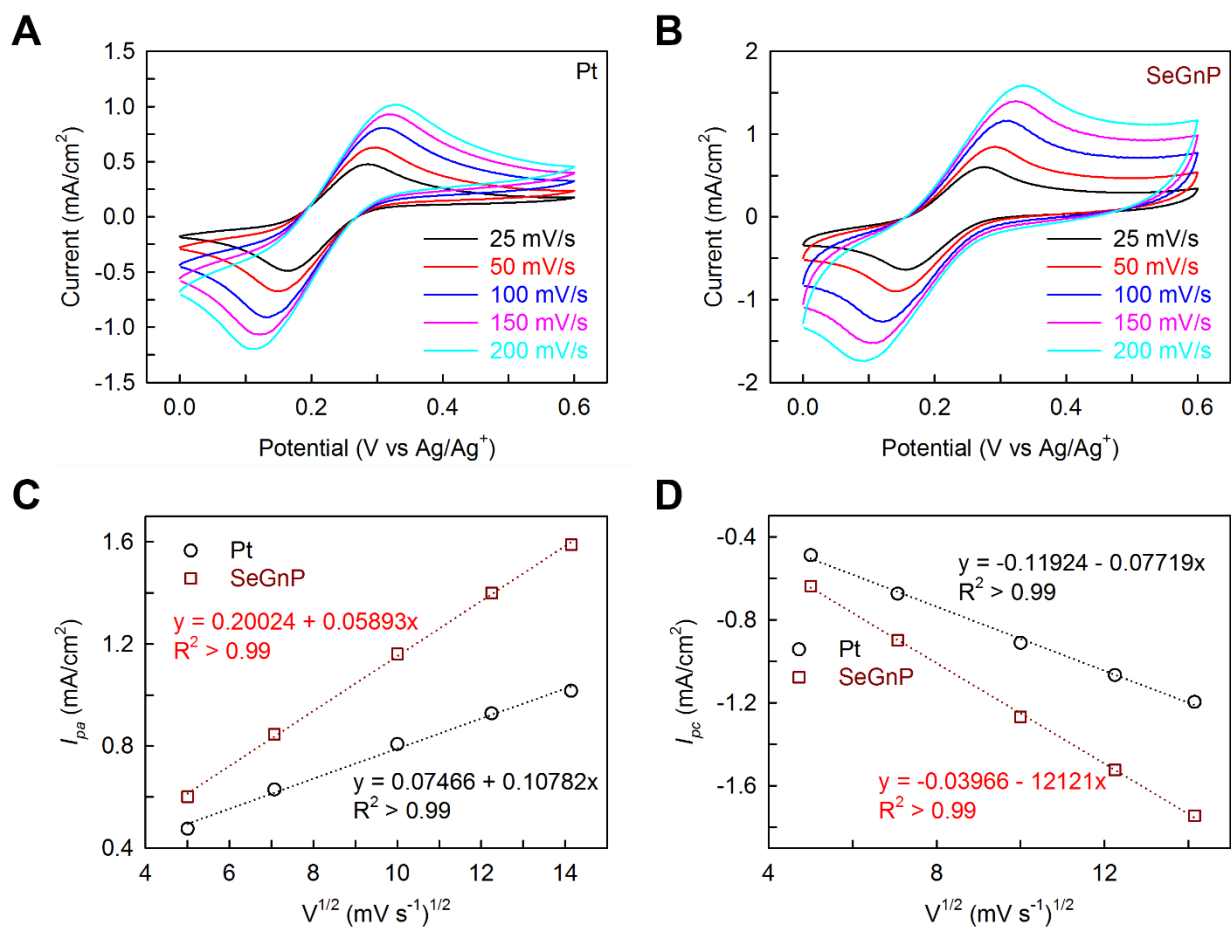 A
Pt
1.5
1.0
0.5
0.0
-0.5
-1.0
-1.5
Current (mA/cm²)
25 mV/s
50 mV/s
100 mV/s
150 mV/s
200 mV/s
0.0 0.2 0.4 0.6
Potential (V vs Ag/Ag⁺)
B
SeGnP
2
1
0
-1
-2
Current (mA/cm²)
25 mV/s
50 mV/s
100 mV/s
150 mV/s
200 mV/s
0.0 0.2 0.4 0.6
Potential (V vs Ag/Ag⁺)
C
1.6
1.2
0.8
0.4
Ipa (mA/cm²)
Pt
SeGnP
y = 0.20024 + 0.05893x
R² > 0.99
y = 0.07466 + 0.10782x
R² > 0.99
4 6 8 10 12 14
V1/2 (mV s⁻¹)1/2
D
-0.4
-0.8
-1.2
-1.6
Ipc (mA/cm²)
y = -0.11924 - 0.07719x
R² > 0.99
Pt
SeGnP
y = -0.03966 - 12121x
R² > 0.99
4 8 12
V1/2 (mV s⁻¹)1/2